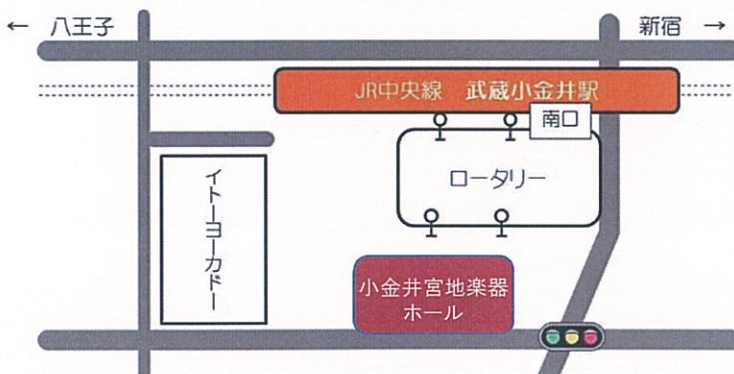 ← 八王子
新宿 →
JR中央線 武蔵小金井駅
南口
ロータリー
イトーヨーカドー
小金井宮地楽器
ホール